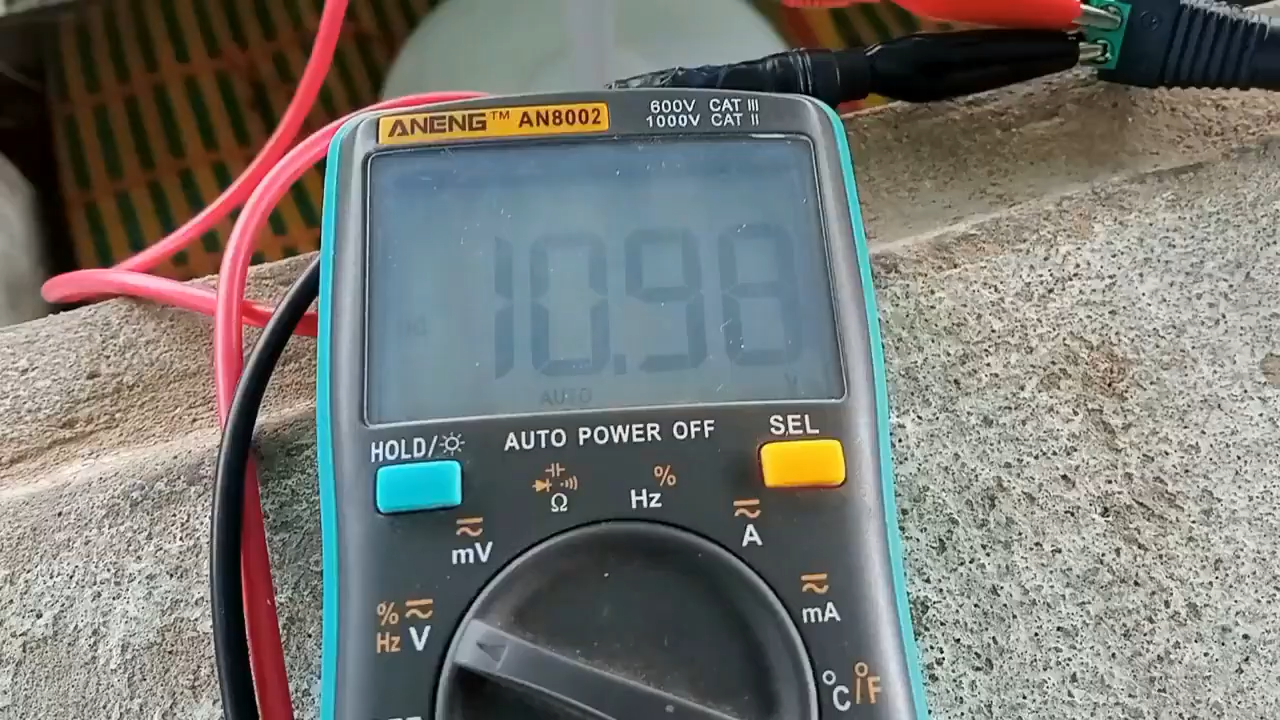 ANENG™ AN8002
600V CAT III
1000V CAT II
10.98
AUTO
V
HOLD/
AUTO POWER OFF
SEL
Ω
Hz %
A
mV
mA
% Hz V
°C/°F